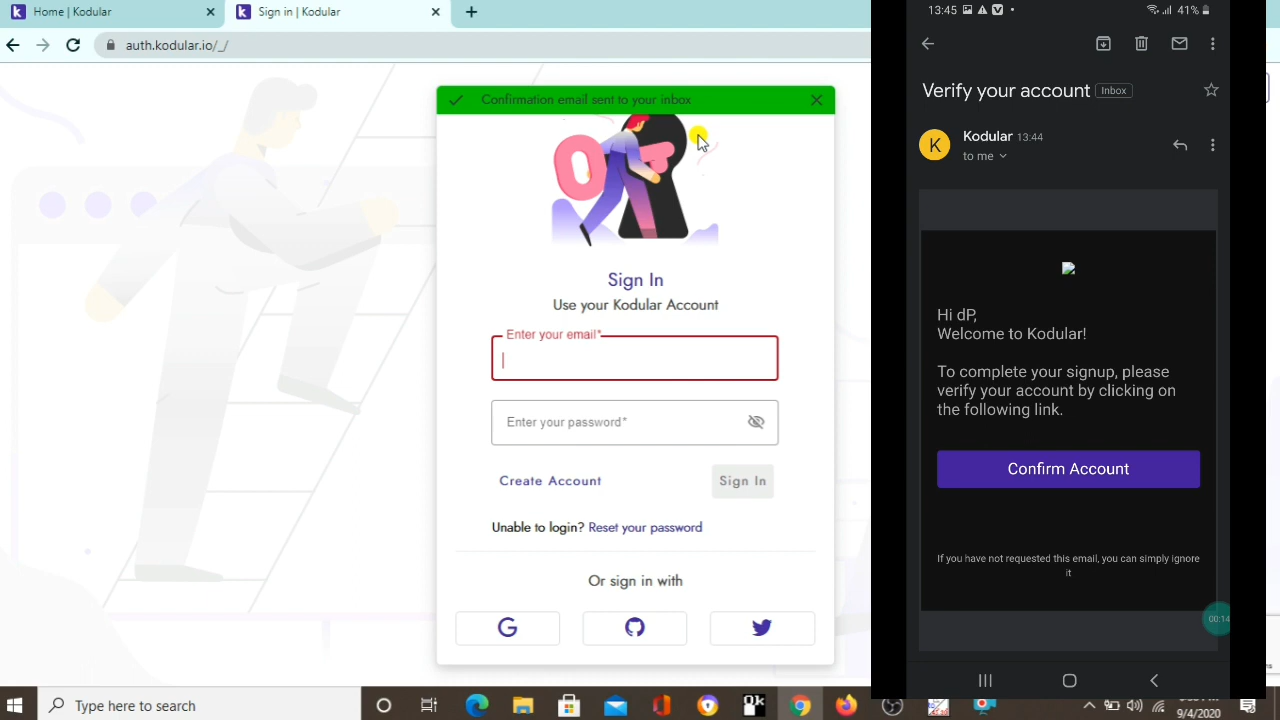 Home | Kodular
Sign in | Kodular
auth.kodular.io/_/
Confirmation email sent to your inbox
Sign In
Use your Kodular Account
Enter your email*
Enter your password*
Create Account
Sign In
Unable to login? Reset your password
Or sign in with
Type here to search
Ok
9/4/2020
13:45
41%
Verify your account
Inbox
K
Kodular 13:44
to me
Hi dP,
Welcome to Kodular!
To complete your signup, please
verify your account by clicking on
the following link.
Confirm Account
If you have not requested this email, you can simply ignore
it
00:14